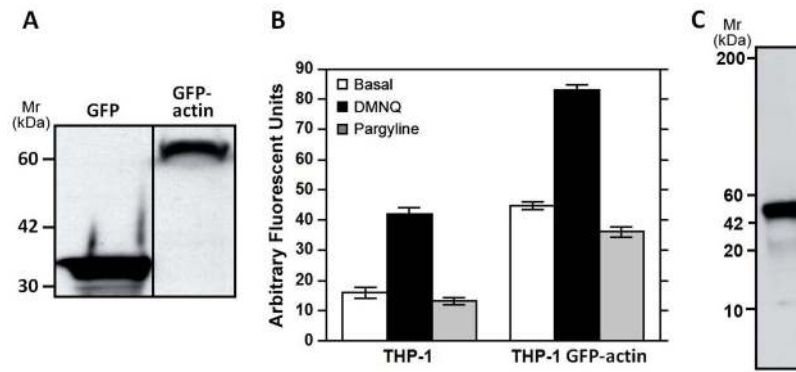 A
GFP
GFP-
actin
Mr
(kDa)
60
42
30
B
Arbitrary Fluorescent Units
90
80
70
60
50
40
30
20
10
0
Basal
DMNQ
Pargyline
THP-1
THP-1 GFP-actin
C
Mr
(kDa)
200
60
42
20
10